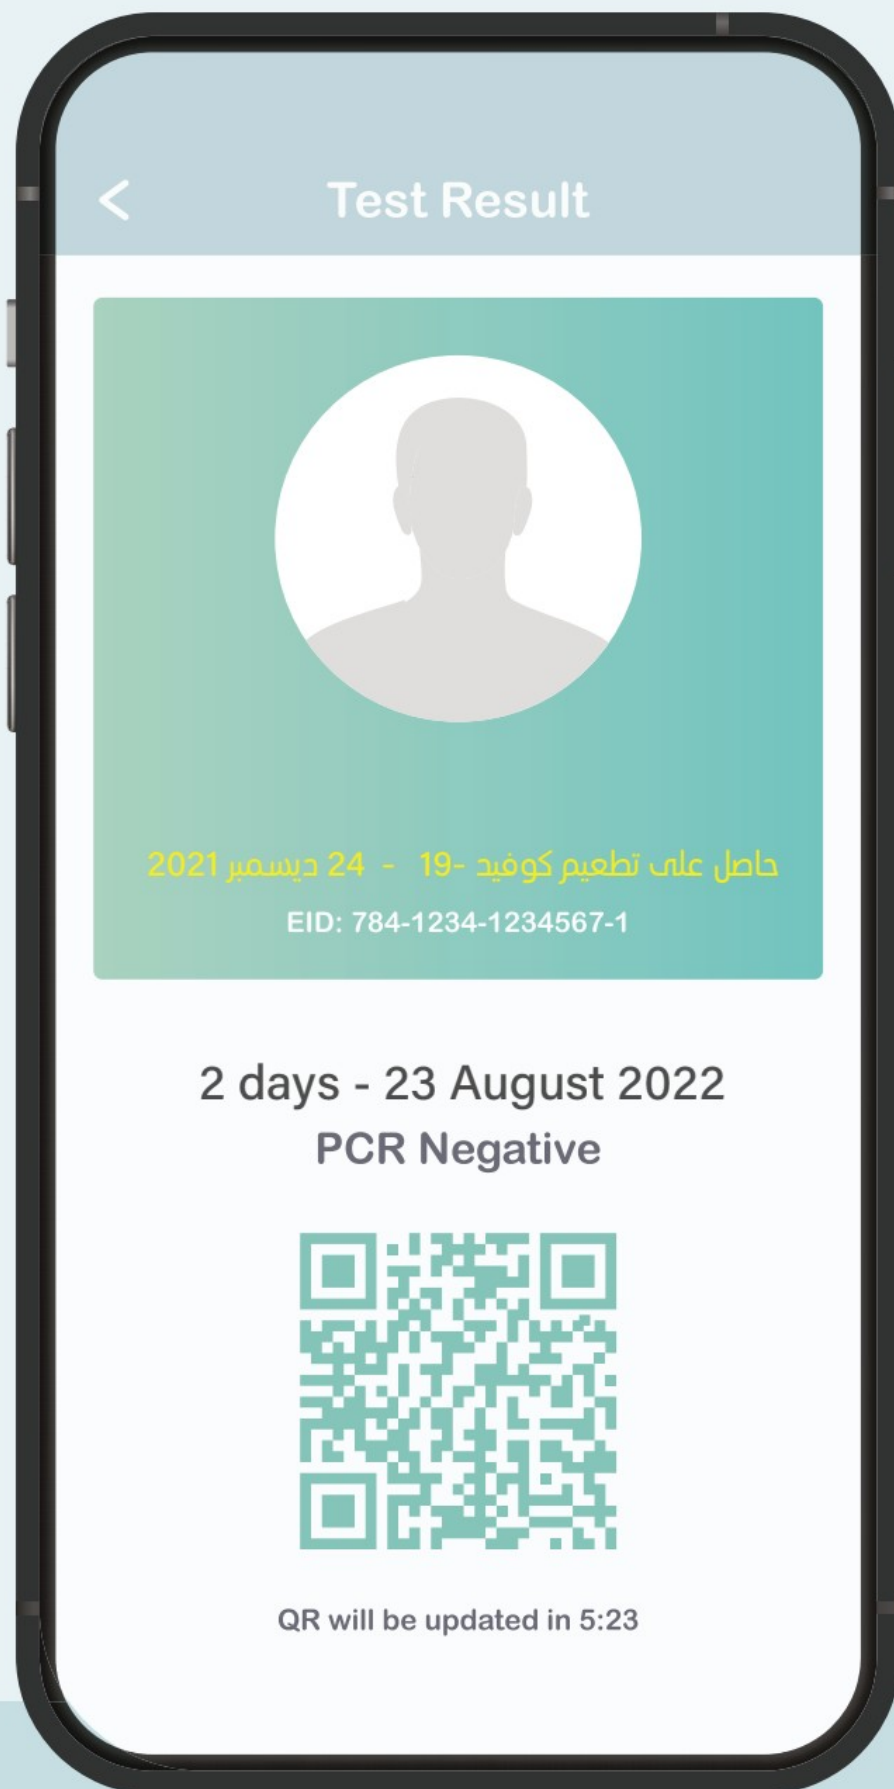 Test Result
حاصل على تطعيم كوفيد -19 - 24 ديسمبر 2021
EID: 784-1234-1234567-1
2 days - 23 August 2022
PCR Negative
QR will be updated in 5:23